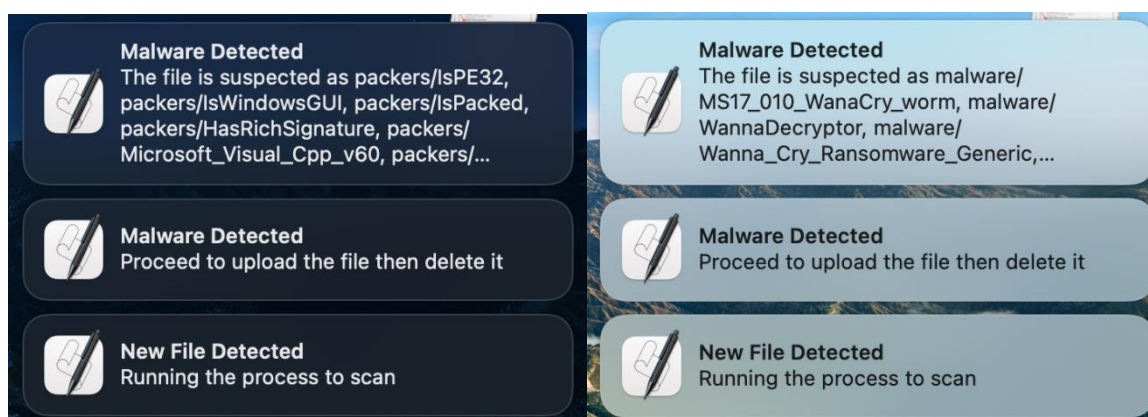 Malware Detected
The file is suspected as packers/IsPE32,
packers/IsWindowsGUI, packers/IsPacked,
packers/HasRichSignature, packers/
Microsoft_Visual_Cpp_v60, packers/...
Malware Detected
Proceed to upload the file then delete it
New File Detected
Running the process to scan
Malware Detected
The file is suspected as malware/
MS17_010_WanaCry_worm, malware/
WannaDecryptor, malware/
Wanna_Cry_Ransomware_Generic,...
Malware Detected
Proceed to upload the file then delete it
New File Detected
Running the process to scan